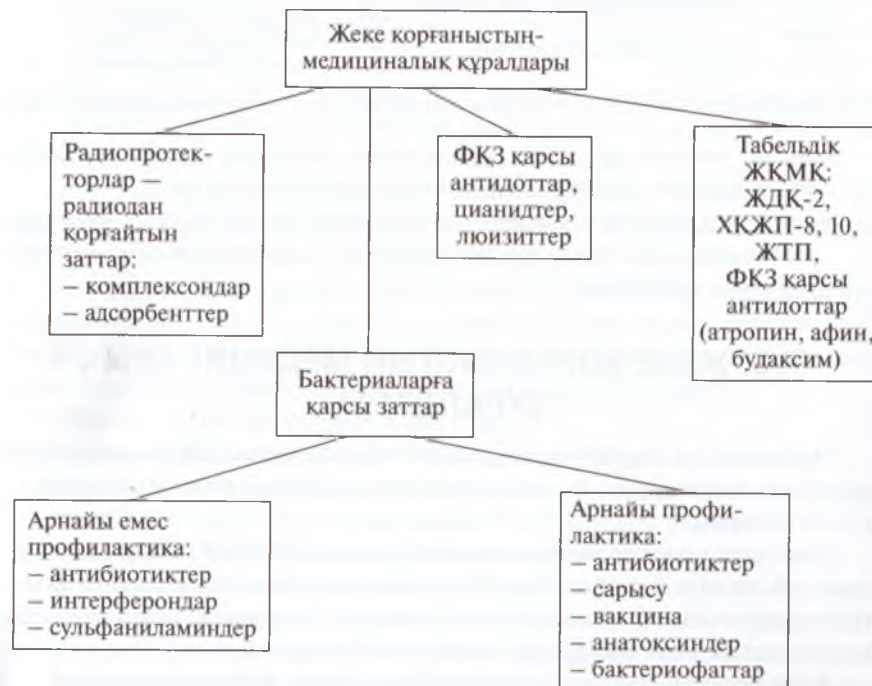 Жеке қорғаныстың-
медициналық құралдары
Радиопротек-
торлар —
радиодан
қорғайтын
заттар:
– комплексондар
– адсорбенттер
ФҚЗ қарсы
антидоттар,
цианидтер,
люизиттер
Табельдік
ЖҚМҚ:
ЖДҚ-2,
ХҚЖП-8, 10,
ЖТП,
ФҚЗ қарсы
антидоттар
(атропин, афин,
будаксим)
Бактериаларға
қарсы заттар
Арнайы емес
профилактика:
– антибиотиктер
– интерферондар
– сульфаниламиндер
Арнайы профи-
лактика:
– антибиотиктер
– сарысу
– вакцина
– анатоксиндер
– бактериофагтар